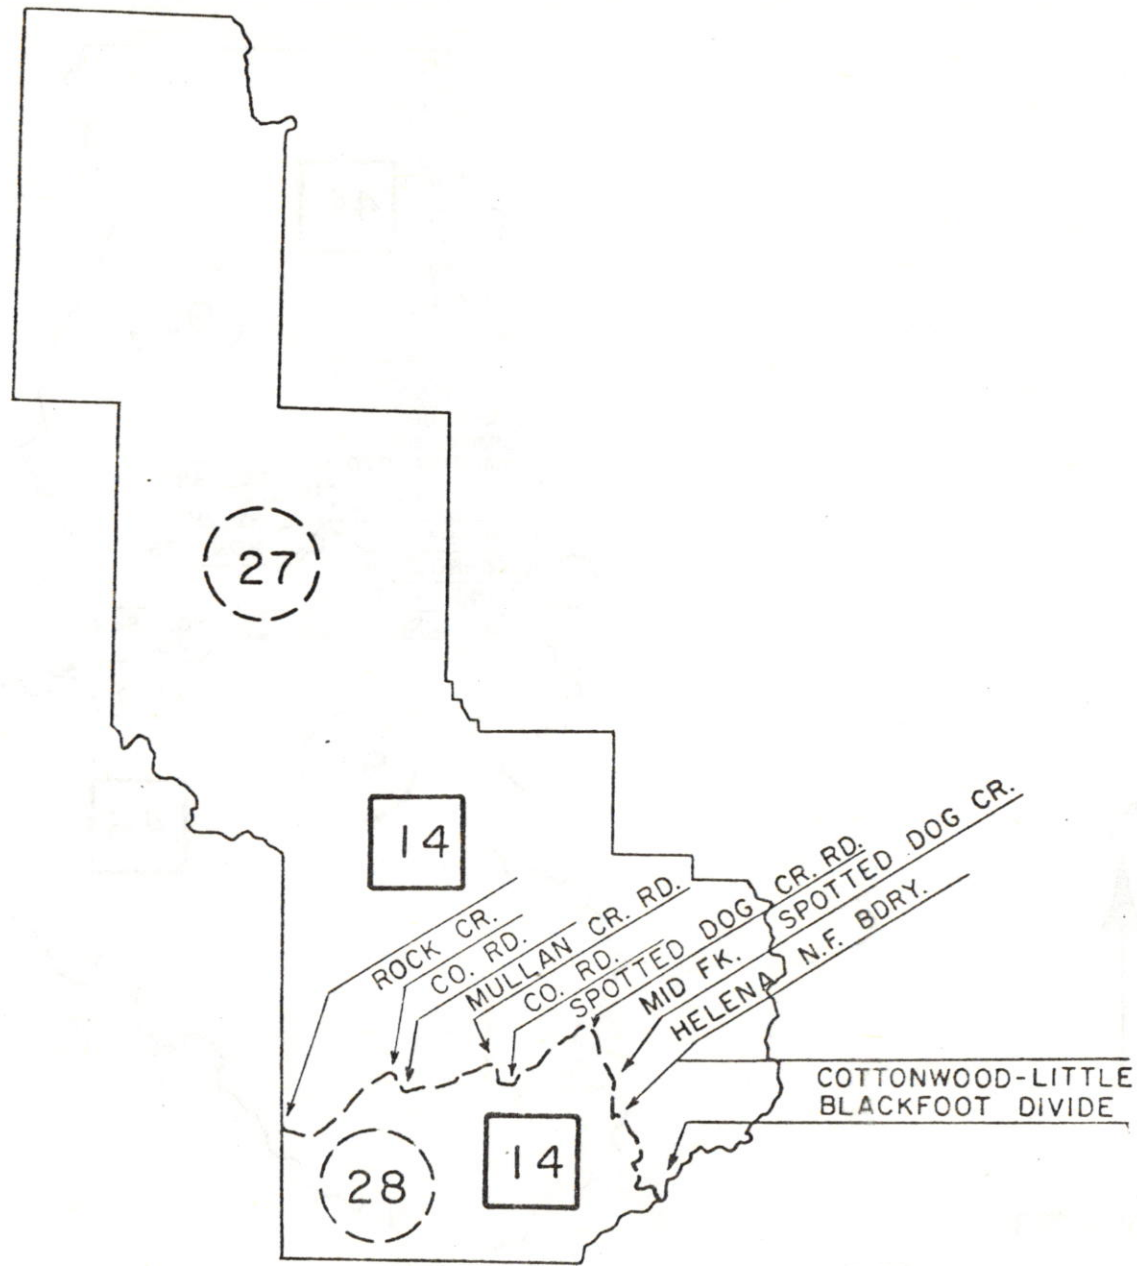 27
14
ROCK CR.
CO. RD.
MULLAN CR. RD.
CO. RD.
SPOTTED DOG CR. RD.
MID FK. SPOTTED DOG CR.
HELENA N.F. BDRY.
COTTONWOOD-LITTLE
BLACKFOOT DIVIDE
14
28